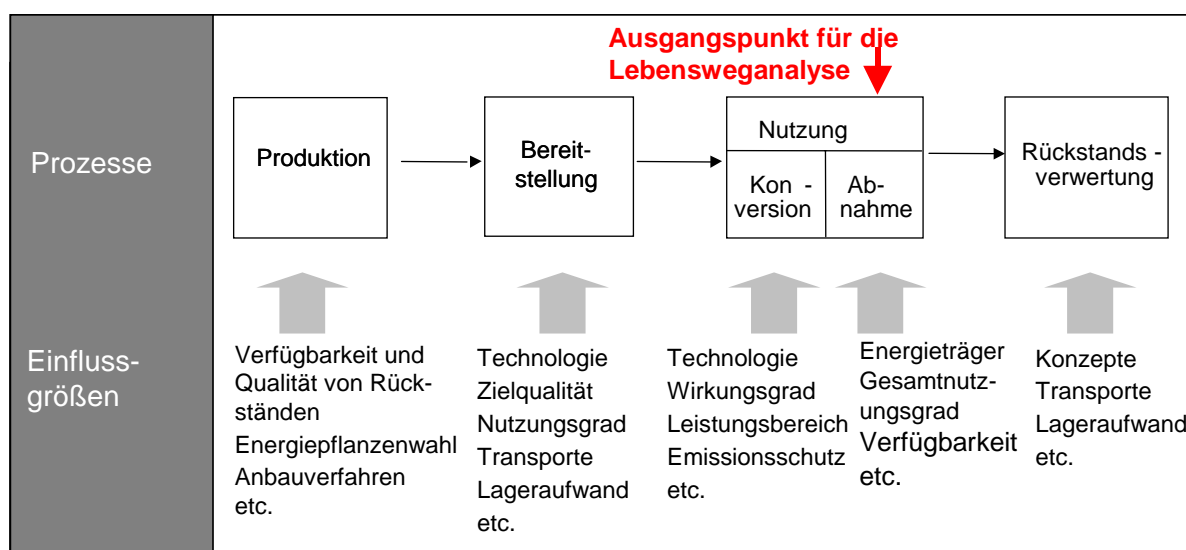 Ausgangspunkt für die
Lebensweganalyse
Prozesse
Produktion
Bereit-
stellung
Nutzung
Kon -
version
Ab-
nahme
Rückstands -
verwertung
Einfluss-
größen
Verfügbarkeit und
Qualität von Rück-
ständen
Energiepflanzenwahl
Anbauverfahren
etc.
Technologie
Zielqualität
Nutzungsgrad
Transporte
Lageraufwand
etc.
Technologie
Wirkungsgrad
Leistungsbereich
Emissionsschutz
etc.
Energieträger
Gesamtnutz-
ungsgrad
Verfügbarkeit
etc.
Konzepte
Transporte
Lageraufwand
etc.